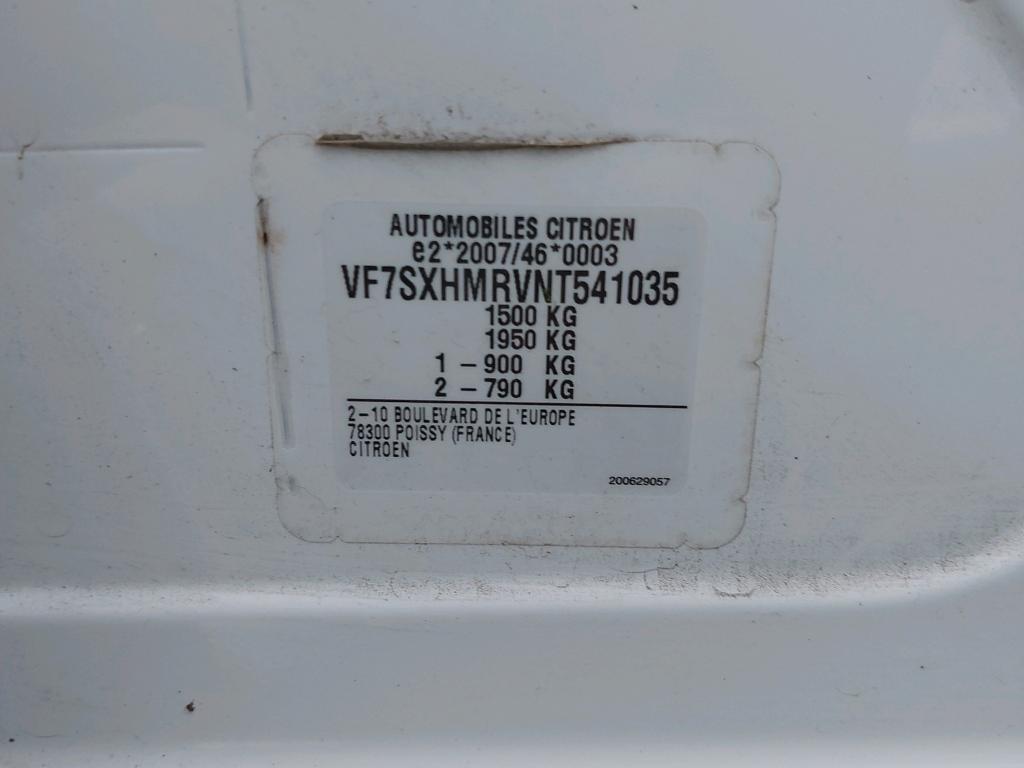 AUTOMOBILES CITROEN
e2*2007/46*0003
VF7SXHMRVNT541035
1500 KG
1950 KG
1 – 900 KG
2 – 790 KG
2–10 BOULEVARD DE L'EUROPE
78300 POISSY (FRANCE)
CITROEN
200629057